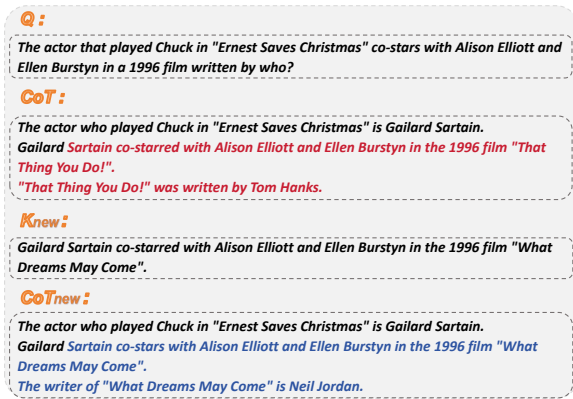 Q :
The actor that played Chuck in "Ernest Saves Christmas" co-stars with Alison Elliott and
Ellen Burstyn in a 1996 film written by who?
CoT :
The actor who played Chuck in "Ernest Saves Christmas" is Gailard Sartain.
Gailard Sartain co-starred with Alison Elliott and Ellen Burstyn in the 1996 film "That
Thing You Do!".
"That Thing You Do!" was written by Tom Hanks.
Knew :
Gailard Sartain co-starred with Alison Elliott and Ellen Burstyn in the 1996 film "What
Dreams May Come".
CoTnew :
The actor who played Chuck in "Ernest Saves Christmas" is Gailard Sartain.
Gailard Sartain co-stars with Alison Elliott and Ellen Burstyn in the 1996 film "What
Dreams May Come".
The writer of "What Dreams May Come" is Neil Jordan.